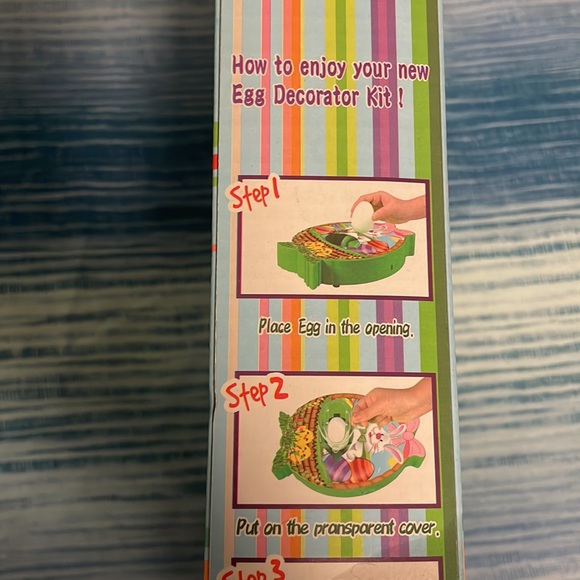 How to enjoy your new
Egg Decorator Kit !
Step1
Place Egg in the opening.
Step2
Put on the pransparent cover.
Step3